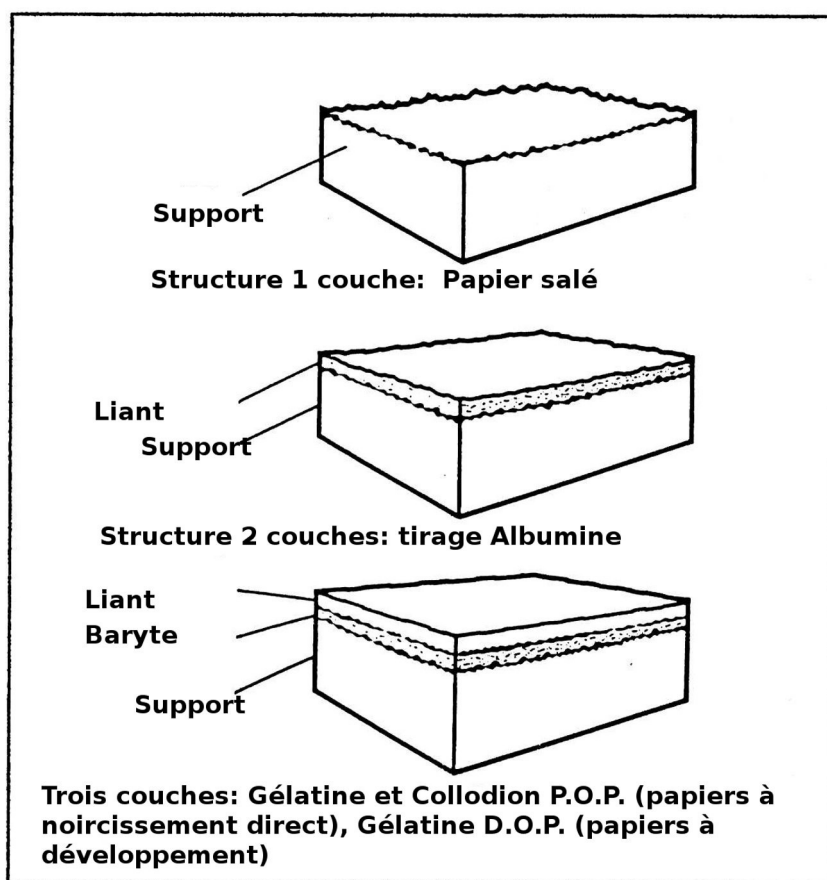 Support
Structure 1 couche: Papier salé
Liant
Support
Structure 2 couches: tirage Albumine
Liant
Baryte
Support
Trois couches: Gélatine et Collodion P.O.P. (papiers à
noircissement direct), Gélatine D.O.P. (papiers à
développement)